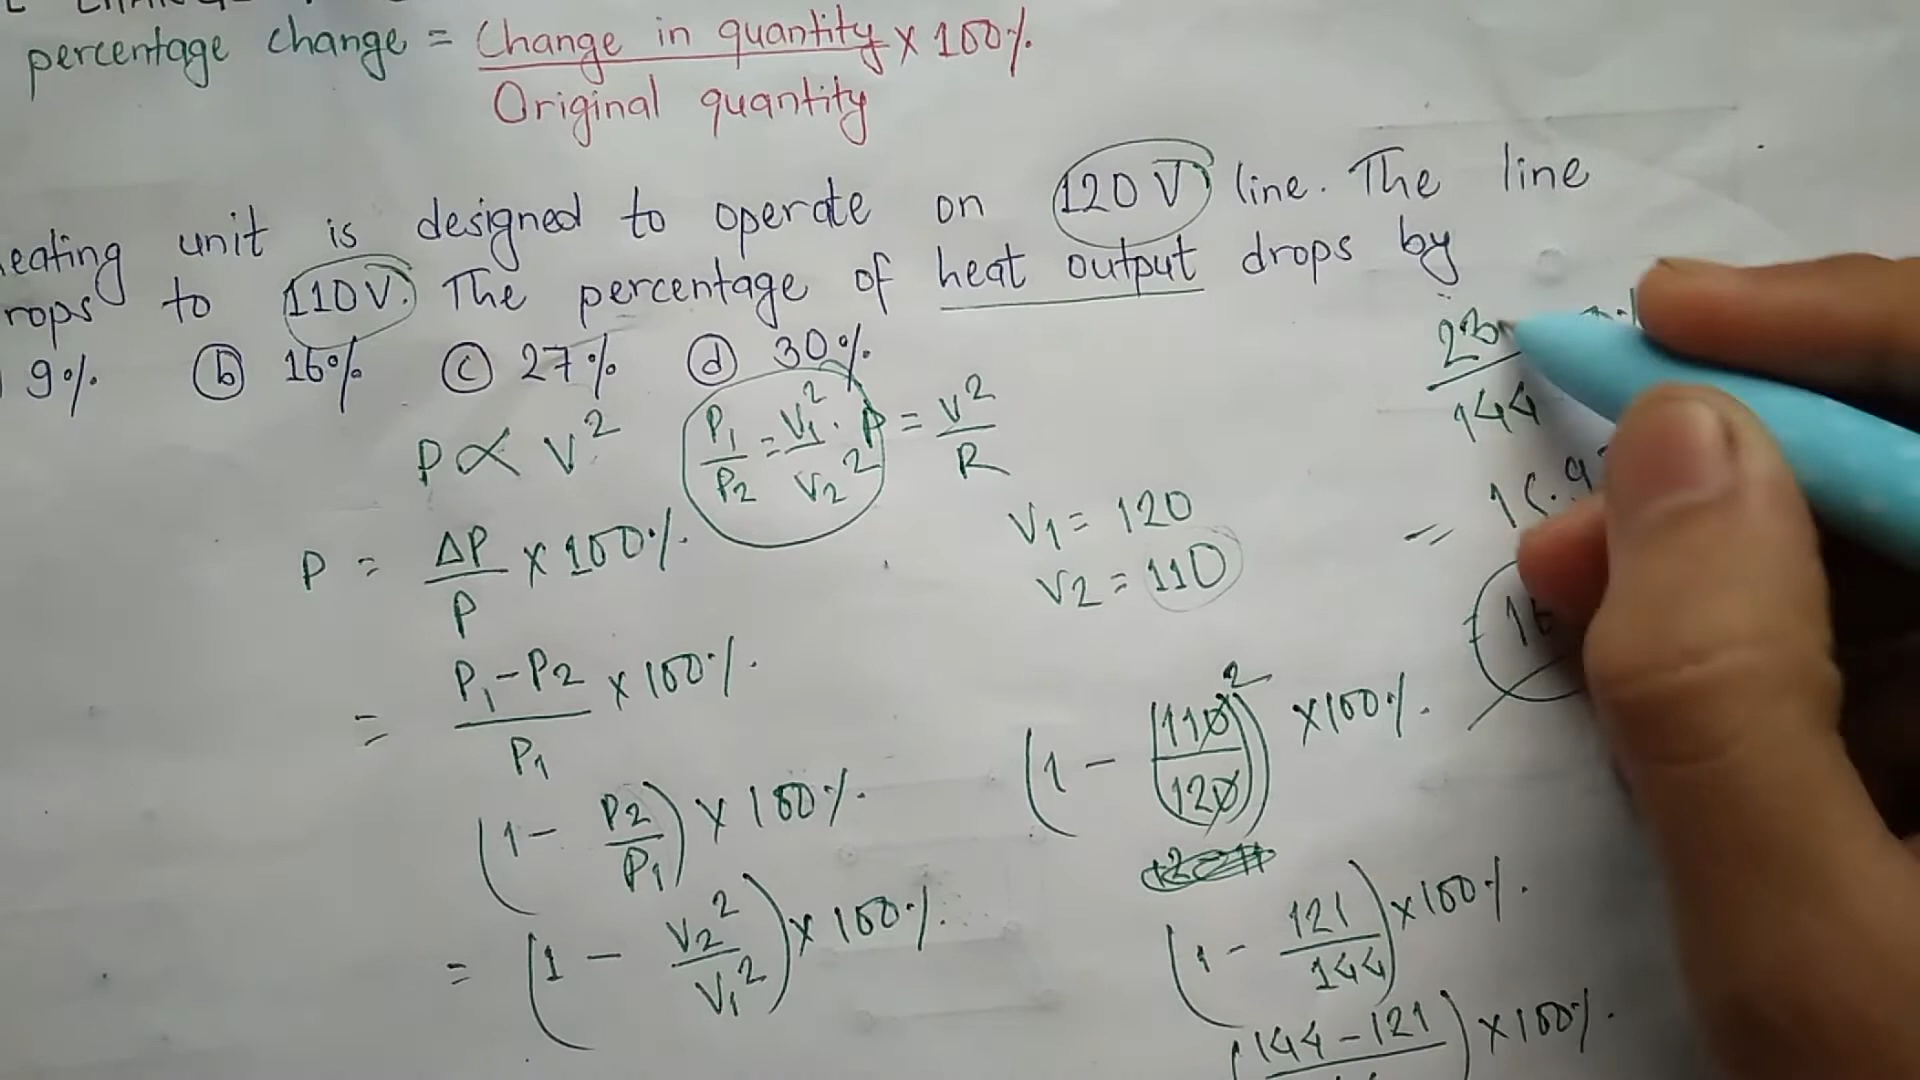 percentage change = Change in quantity × 100%
Original quantity
eating unit is designed to operate on 120 V line. The line
rops to 110 V. The percentage of heat output drops by
9% (b) 16% (c) 27% (d) 30%
P ∝ V²
P₁/P₂ = V₁²/V₂²
P = V²/R
P = ΔP/P × 100%
= P₁-P₂/P₁ × 100%
(1 - P₂/P₁) × 100%
= (1 - V₂²/V₁²) × 100%
V₁ = 120
V₂ = 110
(1 - (110/120)²) × 100%
(1 - 121/144) × 100%
(144-121
× 100%
144
=